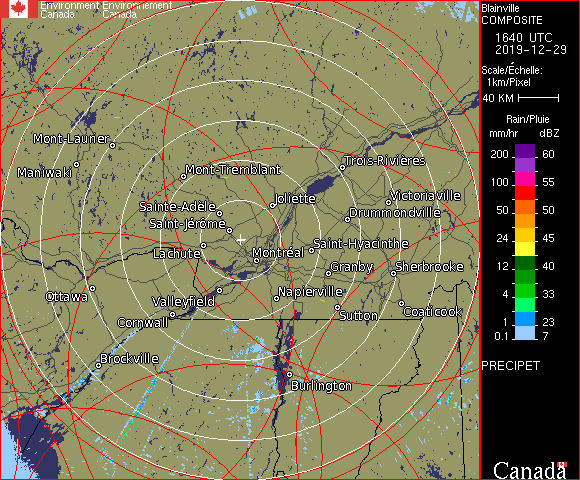 Environment Environnement
Canada Canada
Blainville
COMPOSITE
1640 UTC
2019-12-29
Scale/Échelle:
1km/Pixel
40 KM
Rain/Pluie
mm/hr dBZ
200 60
100 55
50 50
24 45
12 40
4 33
1 23
0.1 7
PRECIPET
Mont-Laurier
Maniwaki
Mont-Tremblant
Trois-Rivières
Joliette
Victoriaville
Sainte-Adèle
Drummondville
Saint-Jérôme
Saint-Hyacinthe
Lachute
Montréal
Granby
Sherbrooke
Ottawa
Valleyfield
Napierville
Cornwall
Sutton
Coaticook
Brockville
Burlington
Canada